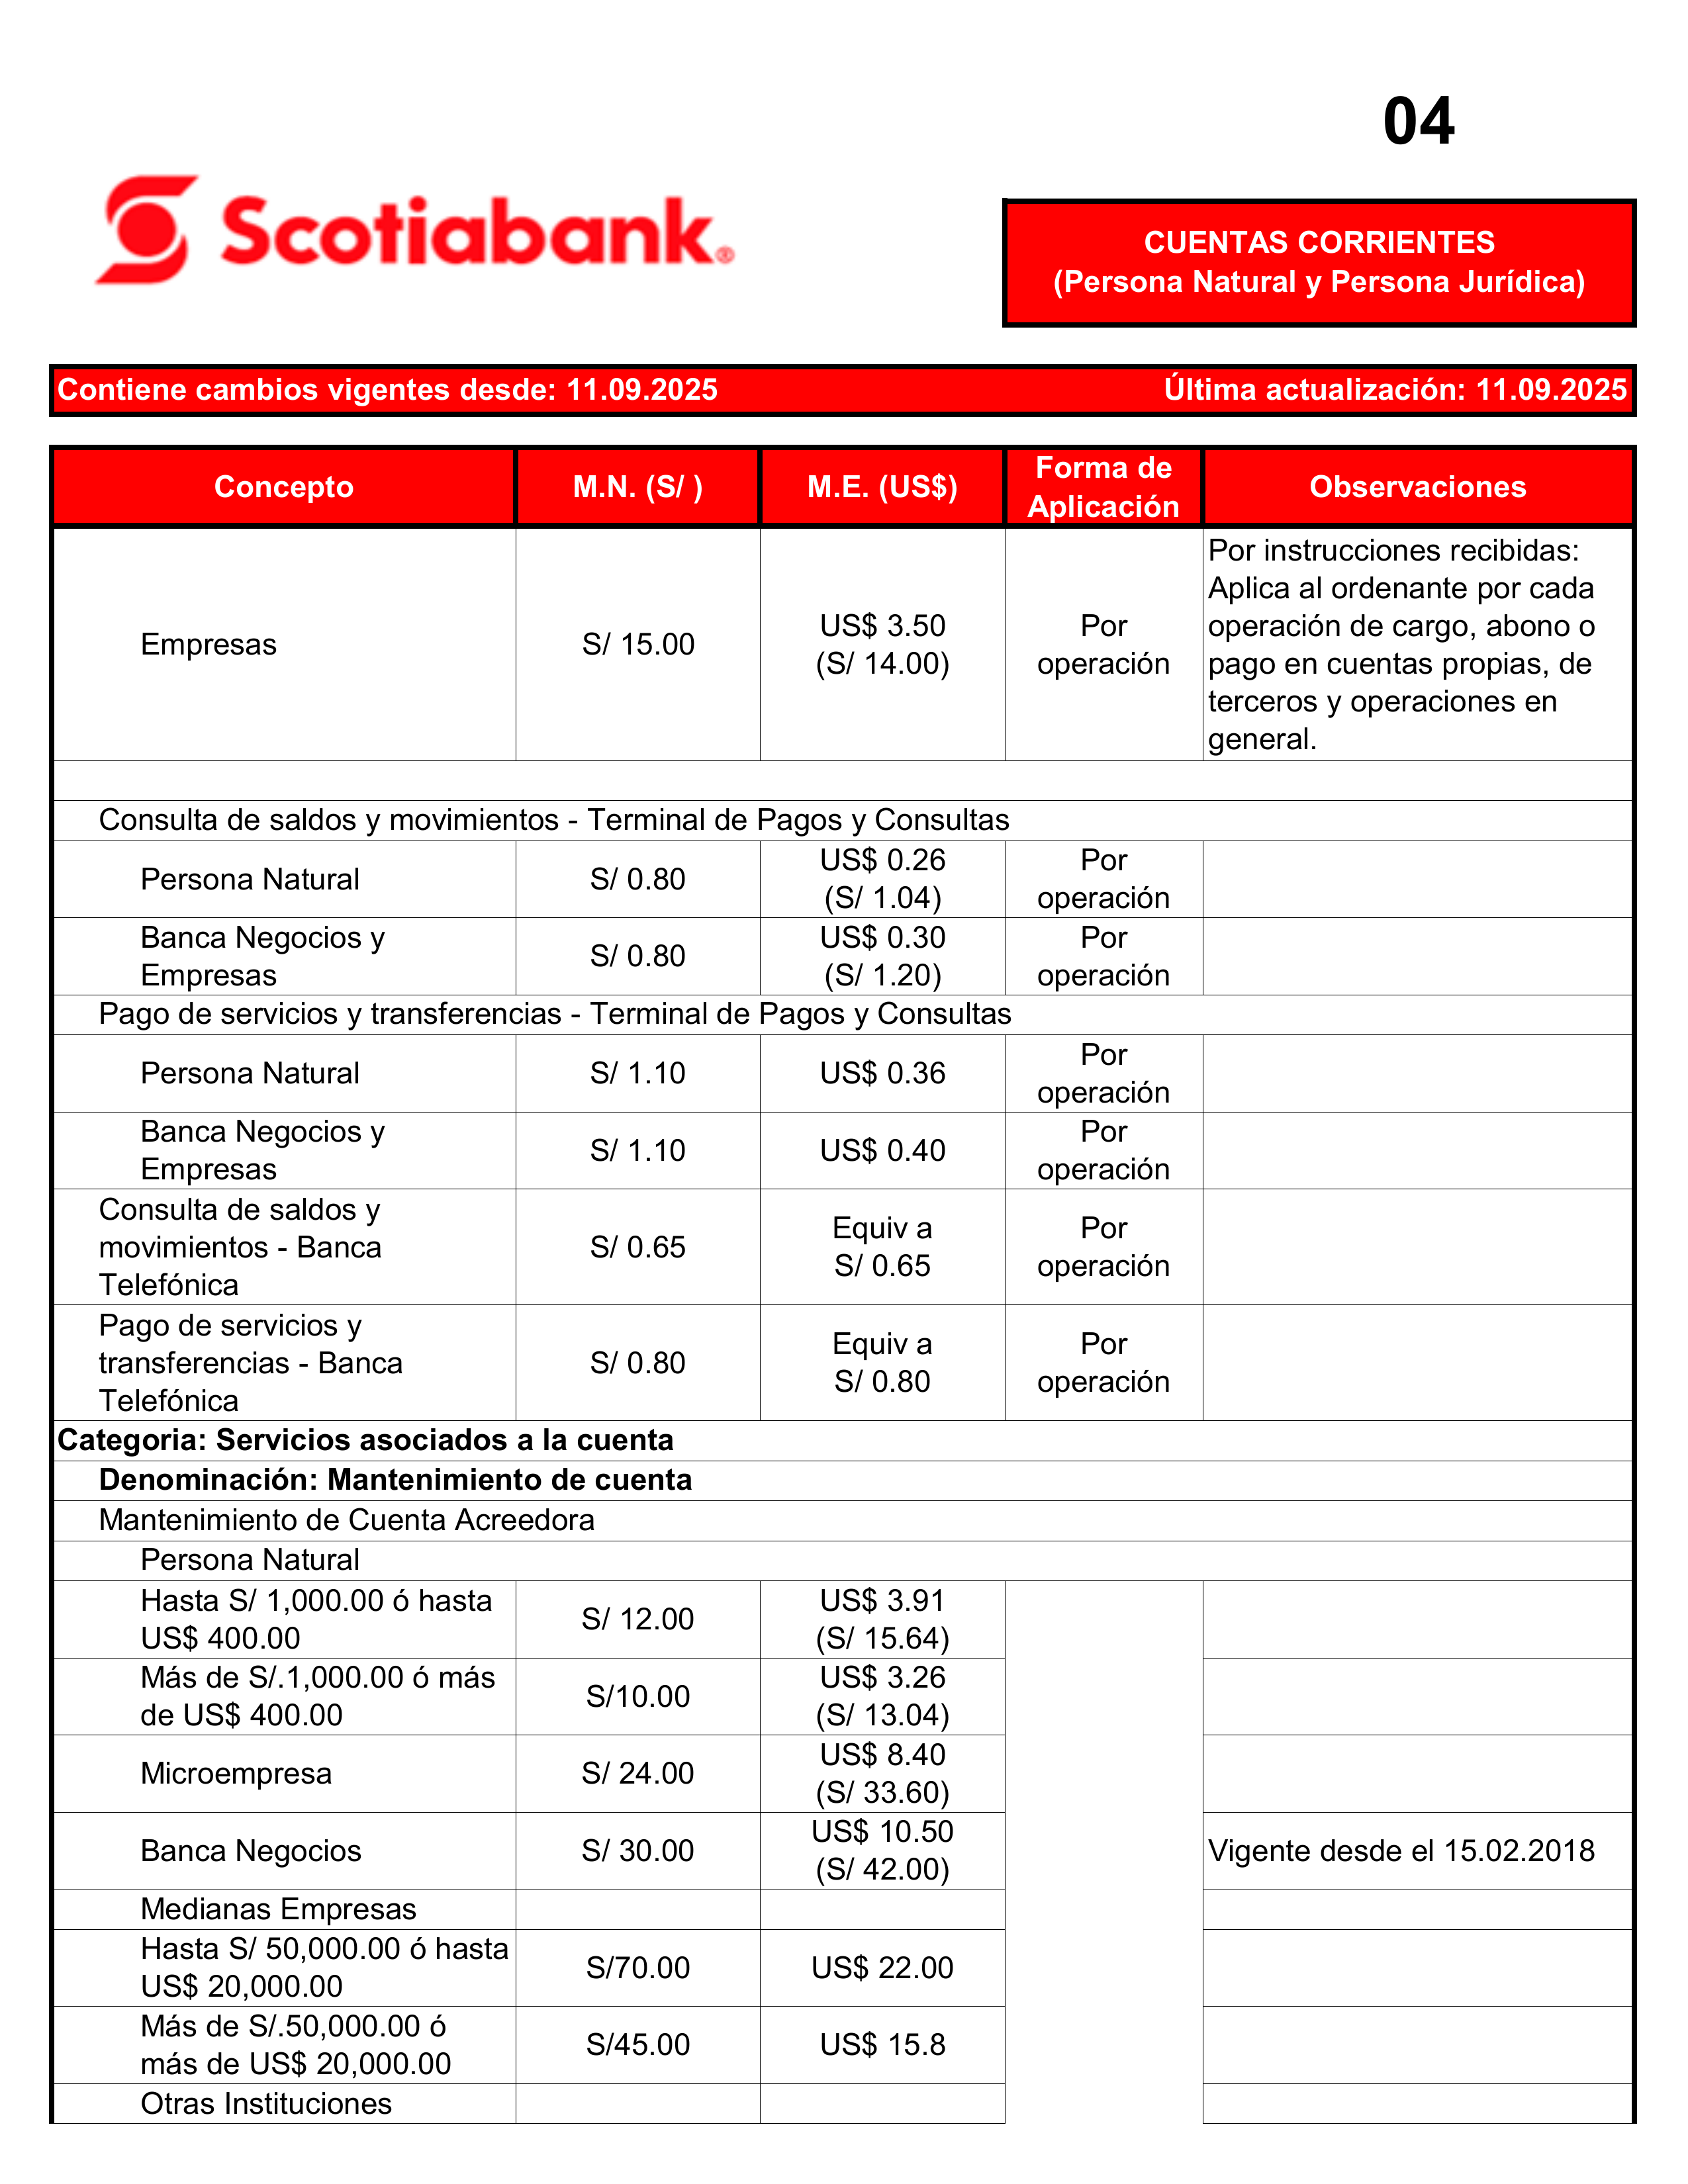 04
Scotiabank®
CUENTAS CORRIENTES
(Persona Natural y Persona Jurídica)
Contiene cambios vigentes desde: 11.09.2025 Última actualización: 11.09.2025
Concepto M.N. (S/ ) M.E. (US$) Forma de Aplicación Observaciones
Empresas
S/ 15.00
US$ 3.50
(S/ 14.00)
Por
operación
Por instrucciones recibidas:
Aplica al ordenante por cada
operación de cargo, abono o
pago en cuentas propias, de
terceros y operaciones en
general.
Consulta de saldos y movimientos - Terminal de Pagos y Consultas
Persona Natural
S/ 0.80
US$ 0.26
(S/ 1.04)
Por
operación
Banca Negocios y
Empresas
S/ 0.80
US$ 0.30
(S/ 1.20)
Por
operación
Pago de servicios y transferencias - Terminal de Pagos y Consultas
Persona Natural
S/ 1.10
US$ 0.36
Por
operación
Banca Negocios y
Empresas
S/ 1.10
US$ 0.40
Por
operación
Consulta de saldos y
movimientos - Banca
Telefónica
S/ 0.65
Equiv a
S/ 0.65
Por
operación
Pago de servicios y
transferencias - Banca
Telefónica
S/ 0.80
Equiv a
S/ 0.80
Por
operación
Categoria: Servicios asociados a la cuenta
Denominación: Mantenimiento de cuenta
Mantenimiento de Cuenta Acreedora
Persona Natural
Hasta S/ 1,000.00 ó hasta
US$ 400.00
S/ 12.00
US$ 3.91
(S/ 15.64)
Más de S/.1,000.00 ó más
de US$ 400.00
S/10.00
US$ 3.26
(S/ 13.04)
Microempresa
S/ 24.00
US$ 8.40
(S/ 33.60)
Banca Negocios
S/ 30.00
US$ 10.50
(S/ 42.00)
Vigente desde el 15.02.2018
Medianas Empresas
Hasta S/ 50,000.00 ó hasta
US$ 20,000.00
S/70.00
US$ 22.00
Más de S/.50,000.00 ó
más de US$ 20,000.00
S/45.00
US$ 15.8
Otras Instituciones